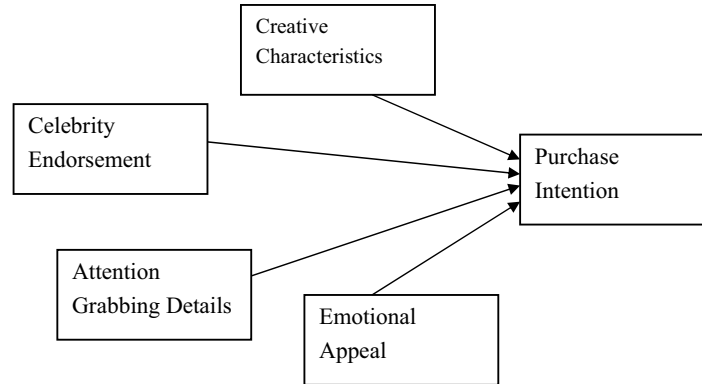 Creative
Characteristics
Celebrity
Endorsement
Purchase
Intention
Attention
Grabbing Details
Emotional
Appeal